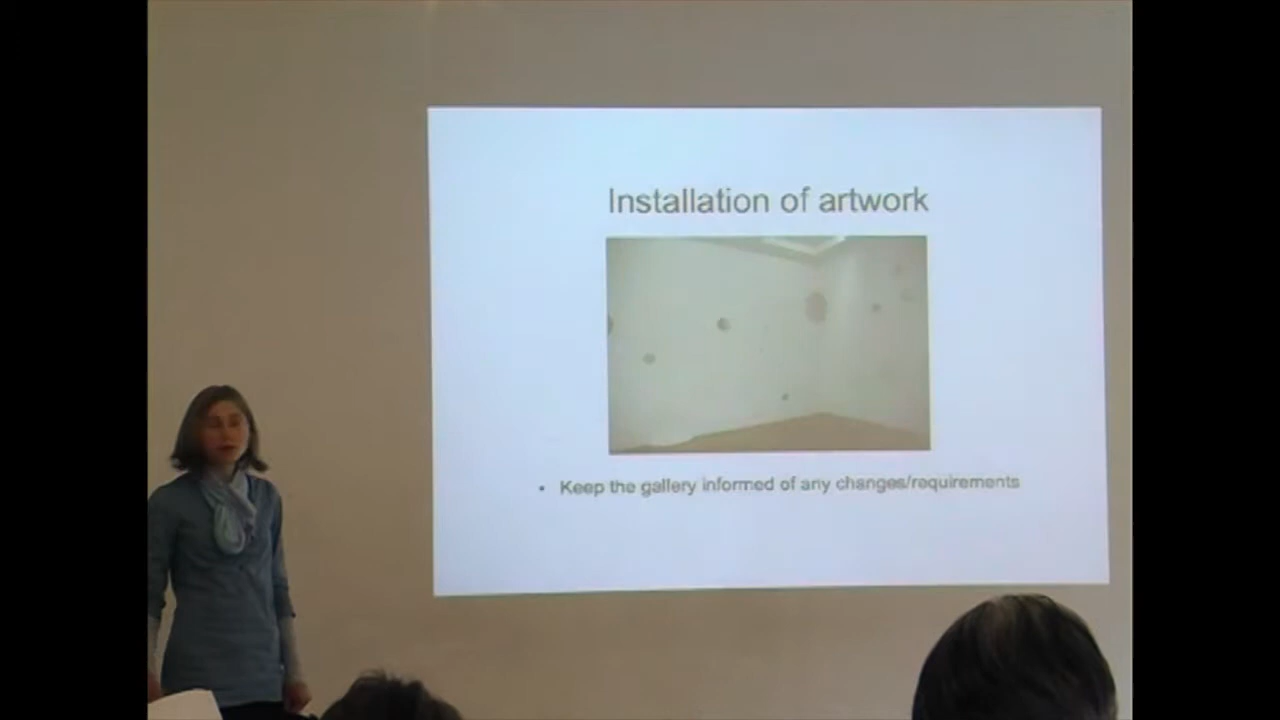 Installation of artwork
• Keep the gallery informed of any changes/requirements